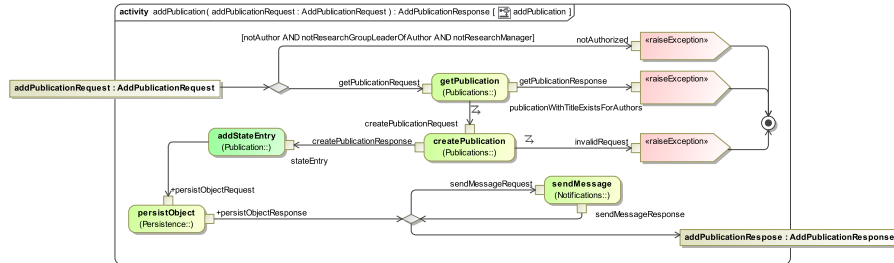 activity addPublication( addPublicationRequest : AddPublicationRequest ) : AddPublicationResponse [ addPublication ]
[notAuthor AND notResearchGroupLeaderOfAuthor AND notResearchManager]
notAuthorized
«raiseException»
addPublicationRequest : AddPublicationRequest
getPublicationRequest
getPublication
(Publications::)
getPublicationResponse
«raiseException»
publicationWithTitleExistsForAuthors
createPublicationRequest
addStateEntry
(Publication::)
createPublicationResponse
createPublication
(Publications::)
invalidRequest
«raiseException»
stateEntry
+persistObjectRequest
persistObject
(Persistence::)
+persistObjectResponse
sendMessageRequest
sendMessage
(Notifications::)
sendMessageResponse
addPublicationRespose : AddPublicationResponse